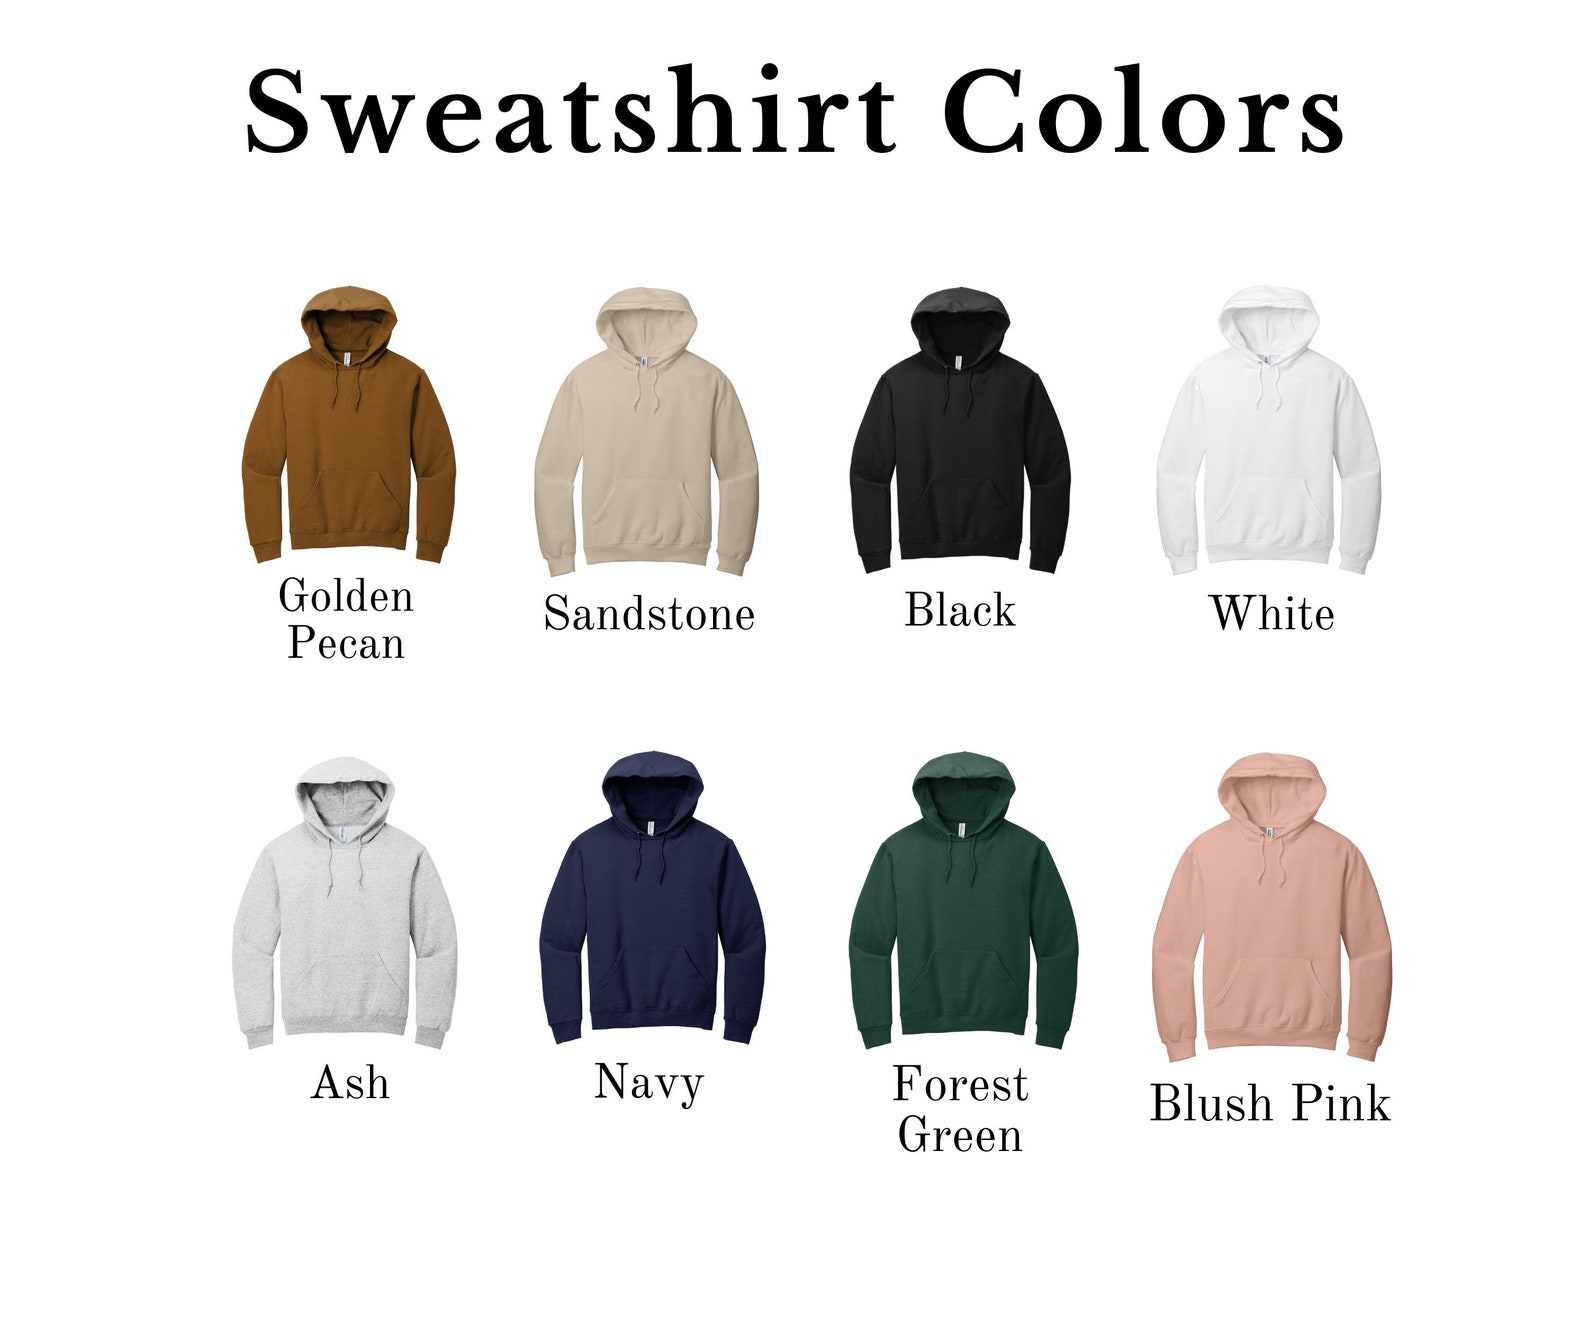 Sweatshirt Colors
Golden
Pecan
Sandstone
Black
White
Ash
Navy
Forest
Green
Blush Pink